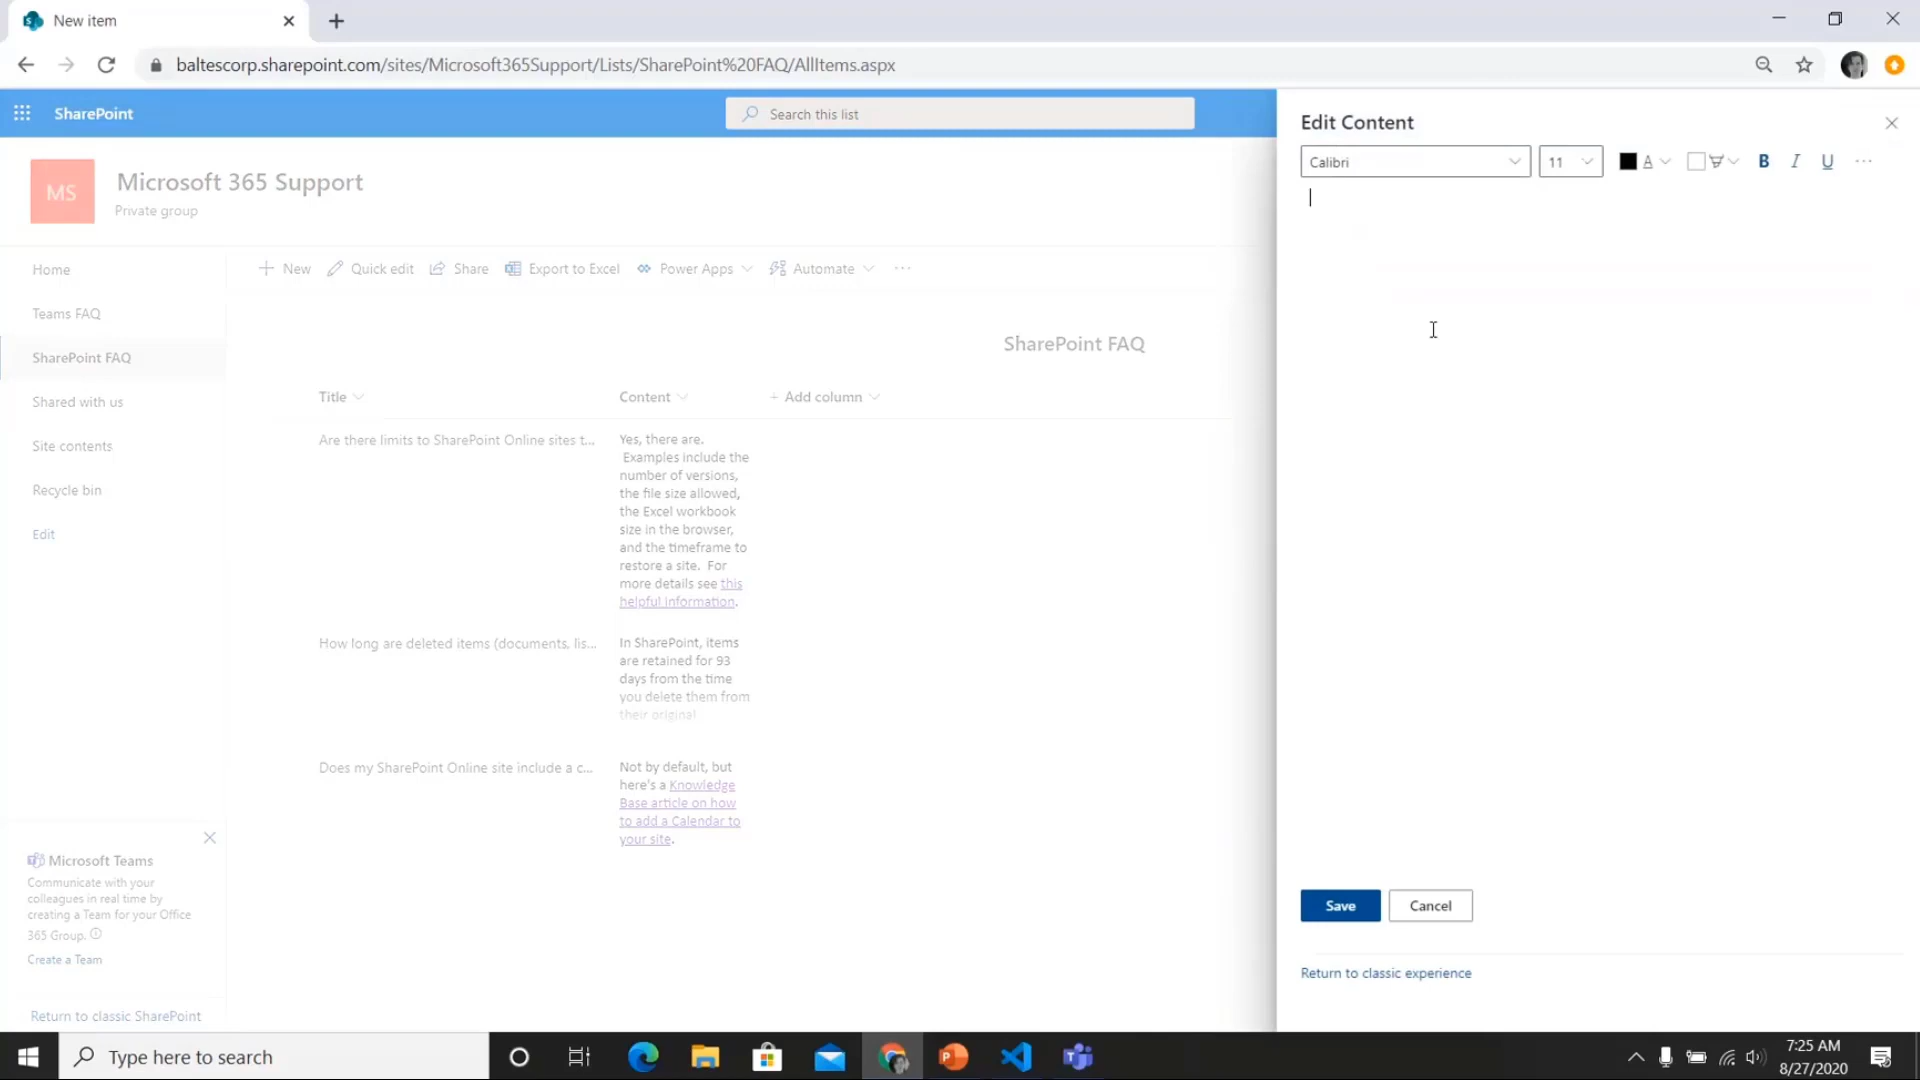 New item
baltescorp.sharepoint.com/sites/Microsoft365Support/Lists/SharePoint%20FAQ/AllItems.aspx
SharePoint
Search this list
MS
Microsoft 365 Support
Private group
Home
Teams FAQ
SharePoint FAQ
Shared with us
Site contents
Recycle bin
Edit
+ New
Quick edit
Share
Export to Excel
Power Apps
Automate
...
SharePoint FAQ
Title
Content
+ Add column
Are there limits to SharePoint Online sites t...
Yes, there are.
Examples include the
number of versions,
the file size allowed,
the Excel workbook
size in the browser,
and the timeframe to
restore a site. For
more details see this
helpful information.
How long are deleted items (documents, lis...
In SharePoint, items
are retained for 93
days from the time
you delete them from
their original
Does my SharePoint Online site include a c...
Not by default, but
here's a Knowledge
Base article on how
to add a Calendar to
your site.
Microsoft Teams
Communicate with your
colleagues in real time by
creating a Team for your Office
365 Group.
Create a Team
Return to classic SharePoint
Edit Content
Calibri
11
A
B
I
U
...
Save
Cancel
Return to classic experience
Type here to search
7:25 AM
8/27/2020